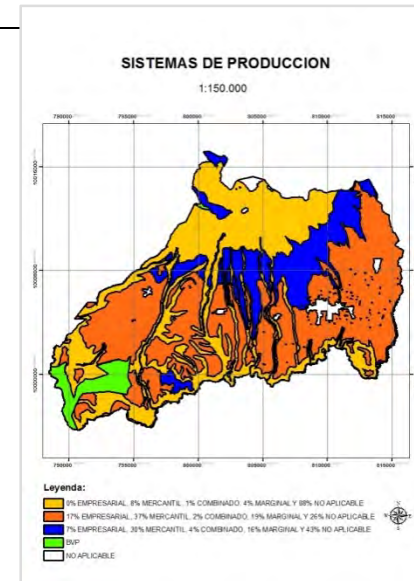 SISTEMAS DE PRODUCCION
1:150.000
790000 795000 800000 805000 810000 815000
Leyenda:
0% EMPRESARIAL, 8% MERCANTIL, 1% COMBINADO, 4% MARGINAL Y 88% NO APLICABLE
17% EMPRESARIAL, 37% MERCANTIL, 2% COMBINADO, 19% MARGINAL Y 26% NO APLICABLE
7% EMPRESARIAL, 30% MERCANTIL, 4% COMBINADO, 16% MARGINAL Y 43% NO APLICABLE
BVP
NO APLICABLE